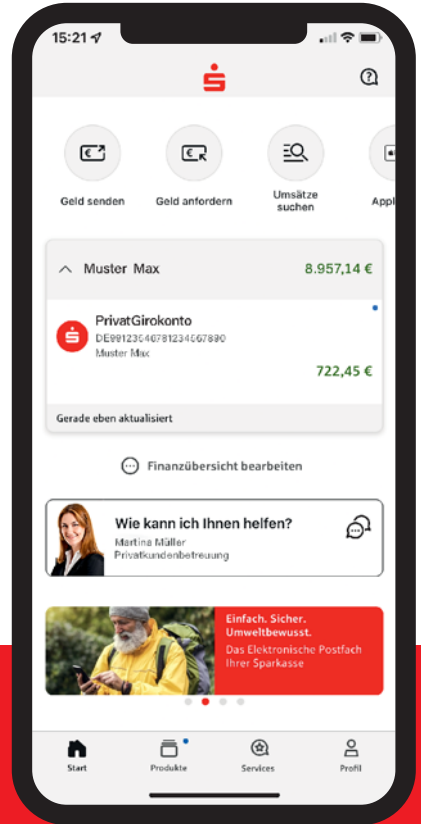 15:21
Geld senden
Geld anfordern
Umsätze
suchen
Appl
Muster Max
8.957,14 €
PrivatGirokonto
Muster Max
722,45 €
Gerade eben aktualisiert
Finanzübersicht bearbeiten
Wie kann ich Ihnen helfen?
Martina Müller
Privatkundenbetreuung
Einfach. Sicher.
Umweltbewusst.
Das Elektronische Postfach
Ihrer Sparkasse
Start
Produkte
Services
Profil